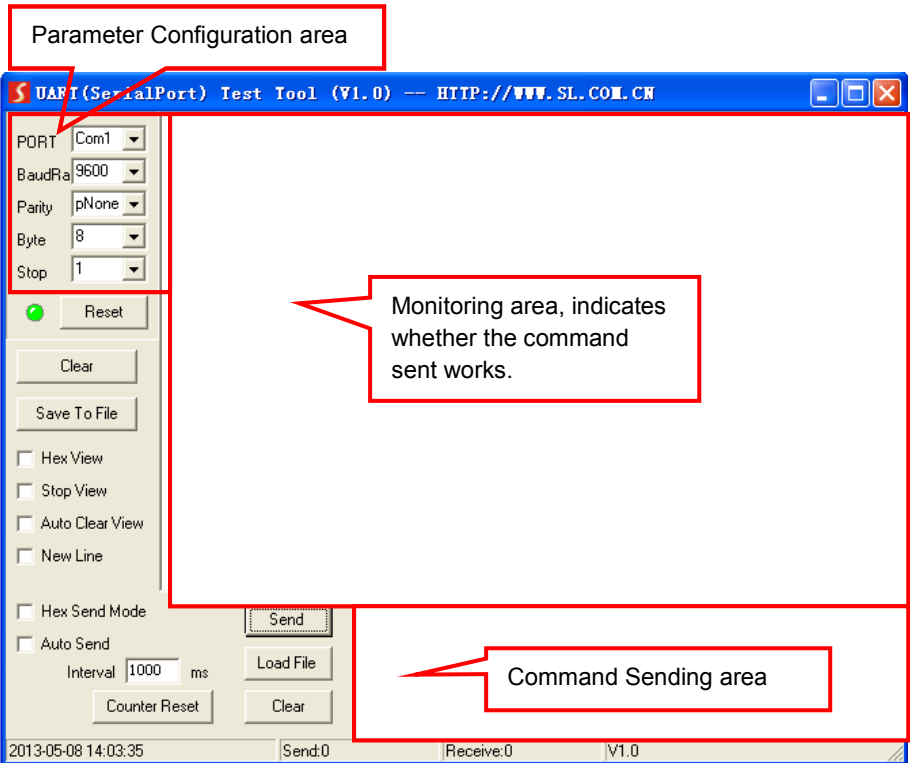 Parameter Configuration area
UART(SerialPort) Test Tool (V1.0) -- HTTP://WWW.SL.COM.CN
PORT Com1
BaudRa 9600
Parity pNone
Byte 8
Stop 1
Reset
Monitoring area, indicates
whether the command
sent works.
Clear
Save To File
Hex View
Stop View
Auto Clear View
New Line
Hex Send Mode
Send
Auto Send
Interval 1000 ms
Load File
Counter Reset
Clear
Command Sending area
2013-05-08 14:03:35 Send:0 Receive:0 V1.0